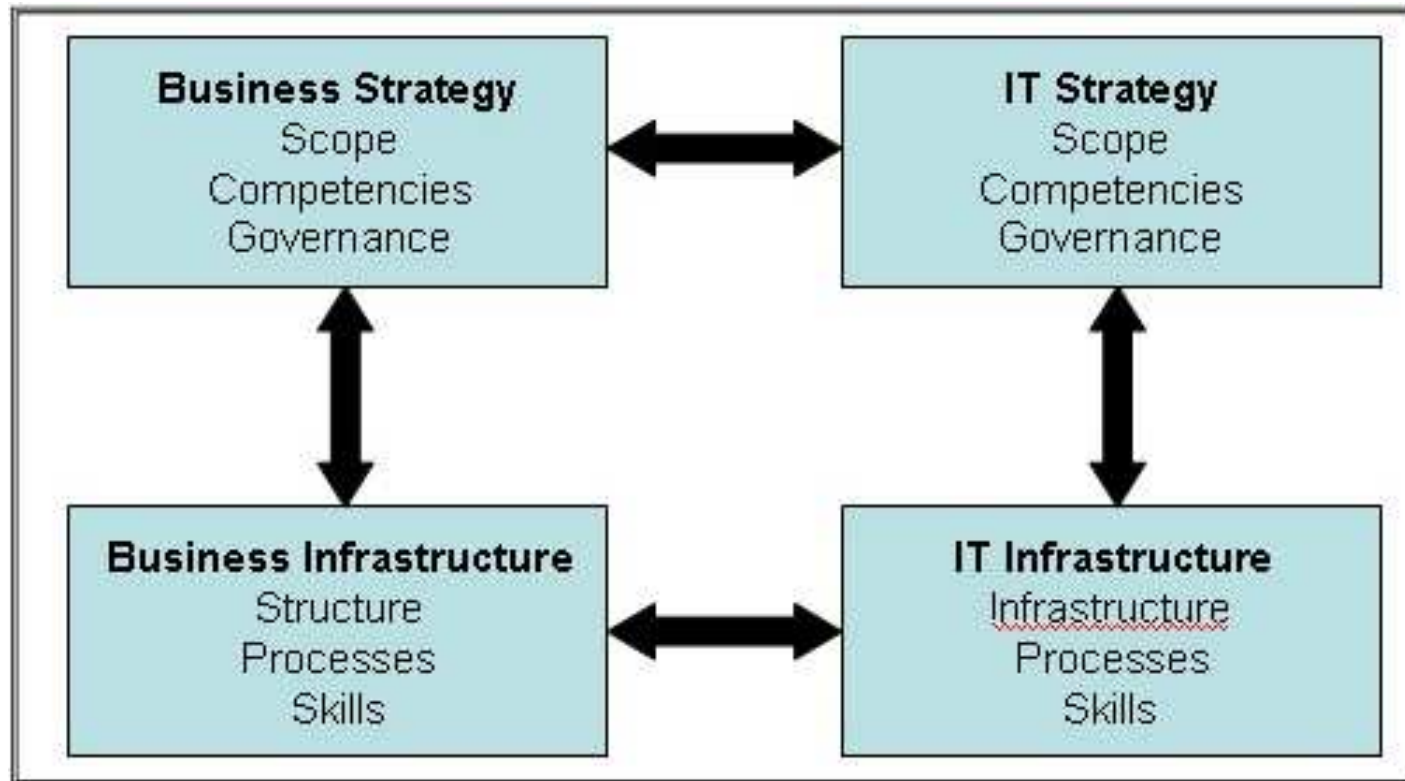 Business Strategy
Scope
Competencies
Governance
IT Strategy
Scope
Competencies
Governance
Business Infrastructure
Structure
Processes
Skills
IT Infrastructure
Infrastructure
Processes
Skills